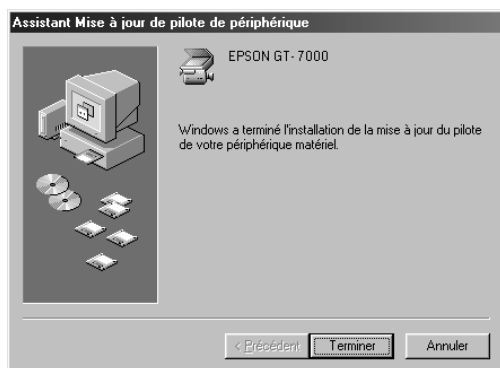 Assistant Mise à jour de pilote de périphérique
EPSON GT-7000
Windows a terminé l'installation de la mise à jour du pilote
de votre périphérique matériel.
< Précédent
Terminer
Annuler